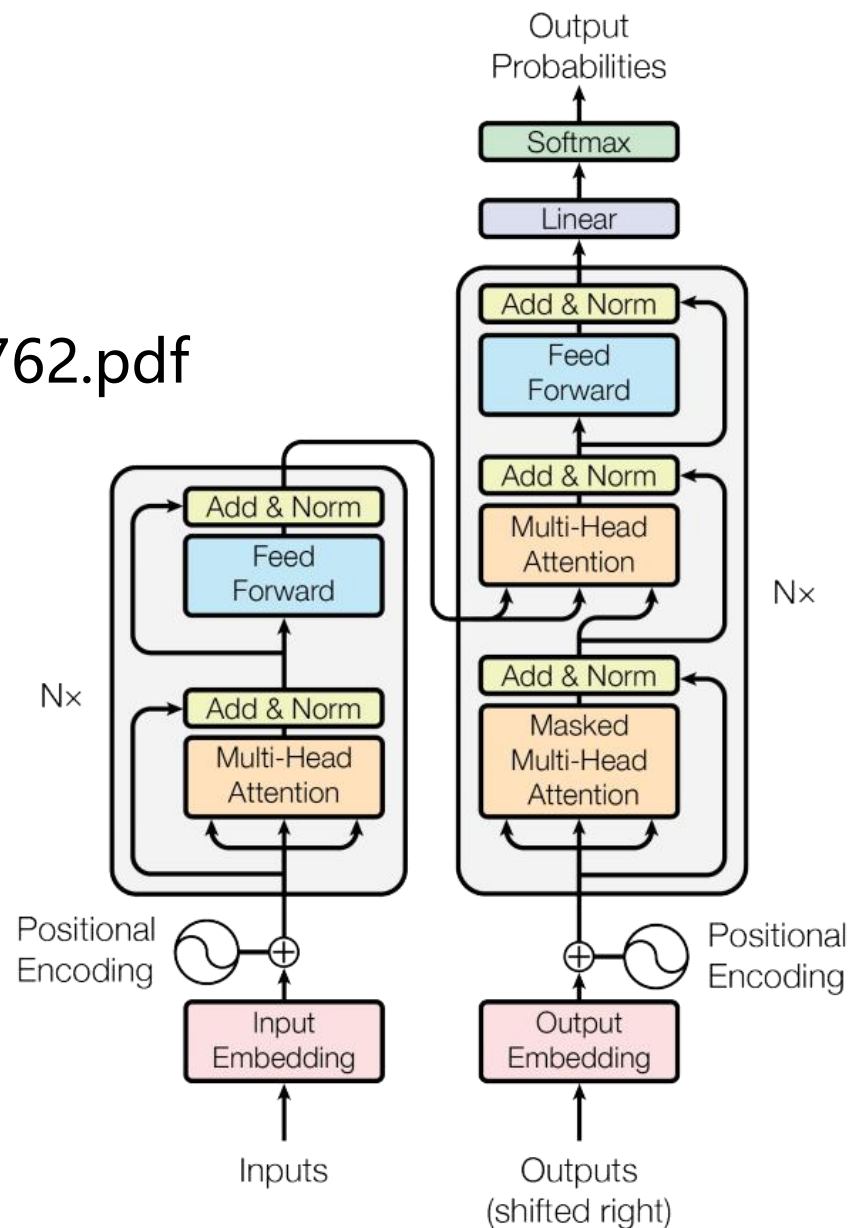 Output
Probabilities
Softmax
Linear
Add & Norm
Feed
Forward
Add & Norm
Multi-Head
Attention
Add & Norm
Masked
Multi-Head
Attention
Nx
762.pdf
Add & Norm
Feed
Forward
Add & Norm
Multi-Head
Attention
Nx
Positional
Encoding
Positional
Encoding
Input
Embedding
Output
Embedding
Inputs
Outputs
(shifted right)